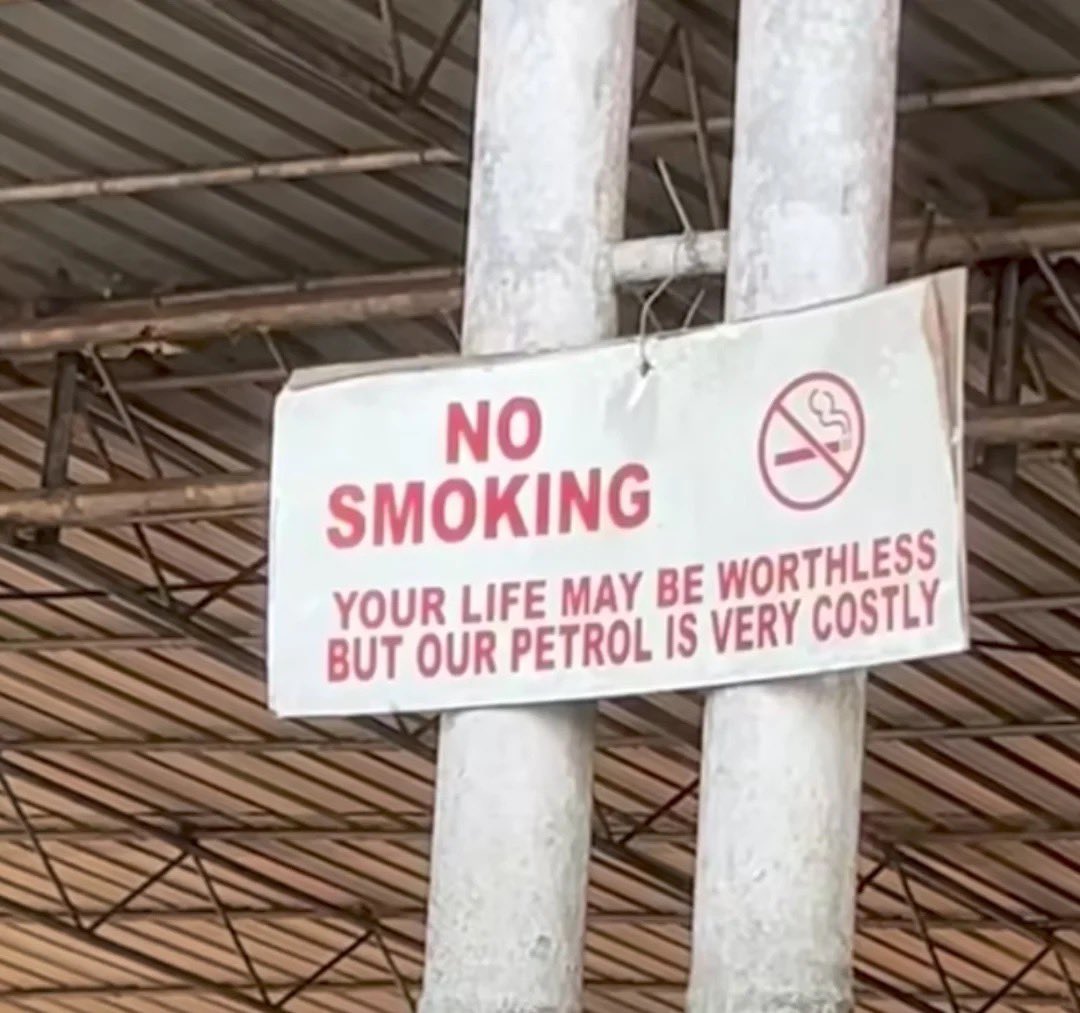 NO
SMOKING
YOUR LIFE MAY BE WORTHLESS
BUT OUR PETROL IS VERY COSTLY